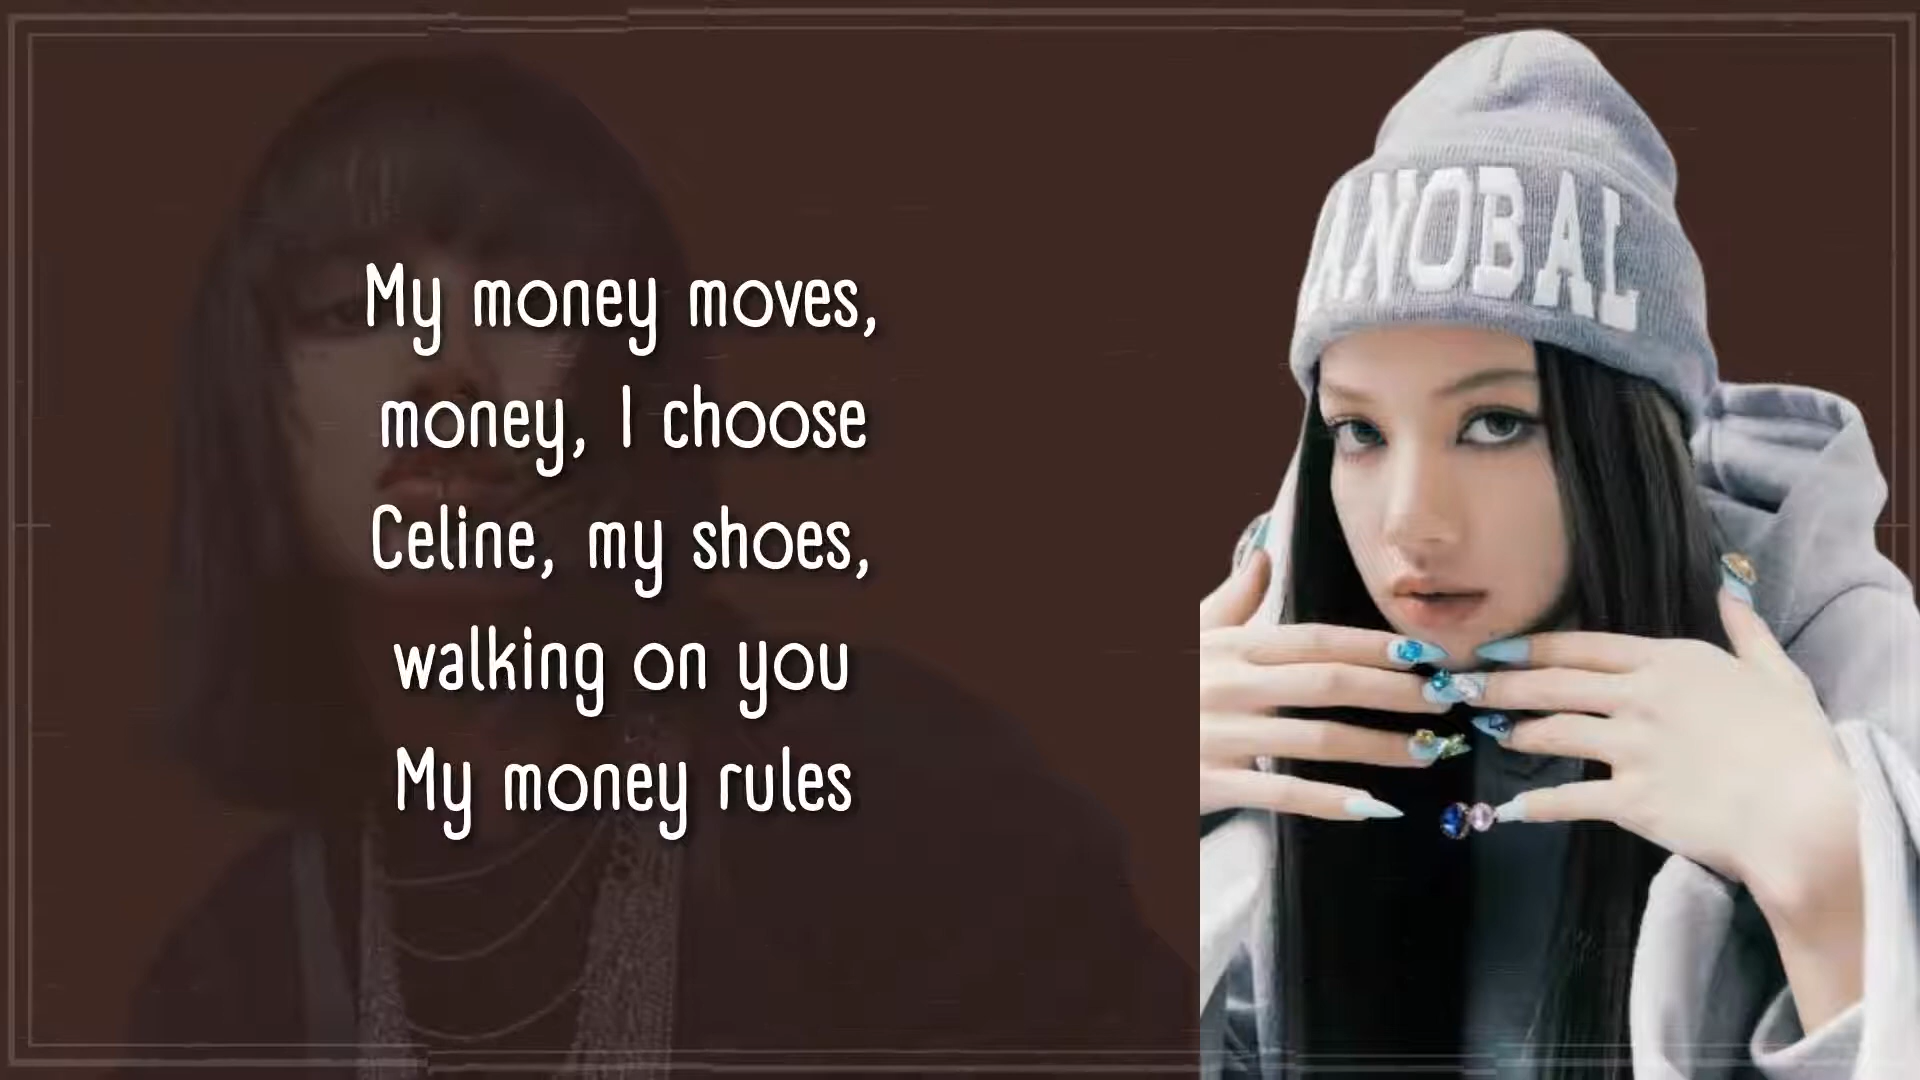 ANOBAL
My money moves,
money, I choose
Celine, my shoes,
walking on you
My money rules